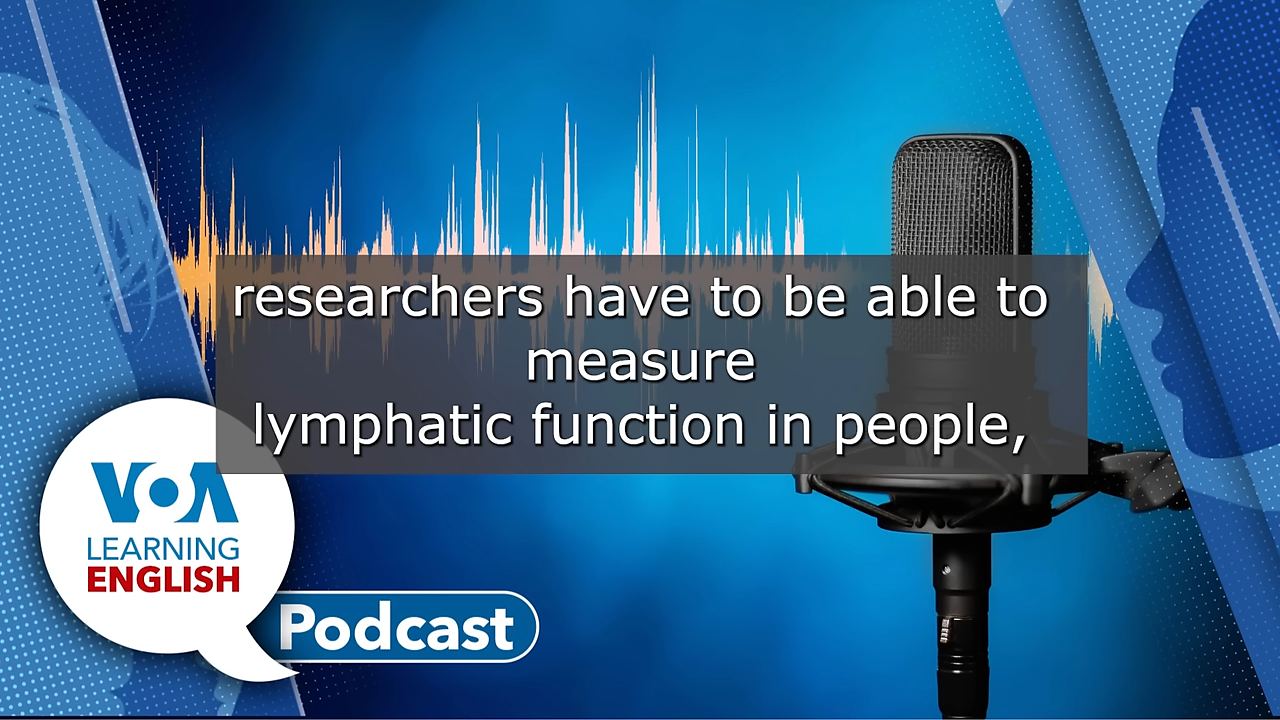 researchers have to be able to
measure
lymphatic function in people,
VOA
LEARNING
ENGLISH
Podcast